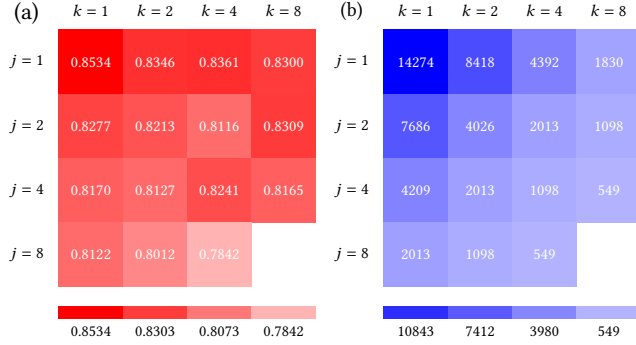 (a) k = 1 k = 2 k = 4 k = 8
j = 1 0.8534 0.8346 0.8361 0.8300
j = 2 0.8277 0.8213 0.8116 0.8309
j = 4 0.8170 0.8127 0.8241 0.8165
j = 8 0.8122 0.8012 0.7842
0.8534 0.8303 0.8073 0.7842
(b) k = 1 k = 2 k = 4 k = 8
j = 1 14274 8418 4392 1830
j = 2 7686 4026 2013 1098
j = 4 4209 2013 1098 549
j = 8 2013 1098 549
10843 7412 3980 549